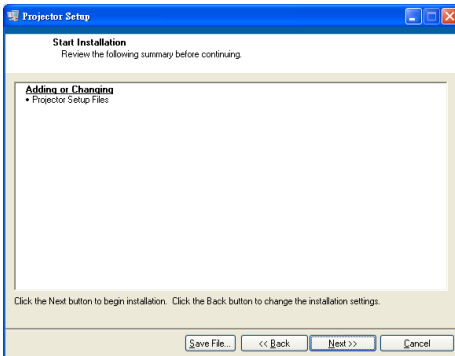 Projector Setup
Start Installation
Review the following summary before continuing.
Adding or Changing
• Projector Setup Files
Click the Next button to begin installation. Click the Back button to change the installation settings.
Save File... << Back Next >> Cancel